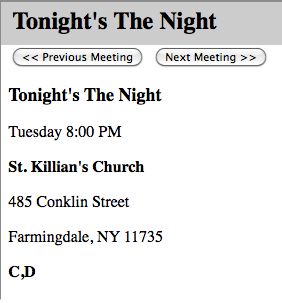 Tonight's The Night
<< Previous Meeting Next Meeting >>
Tonight's The Night
Tuesday 8:00 PM
St. Killian's Church
485 Conklin Street
Farmingdale, NY 11735
C,D